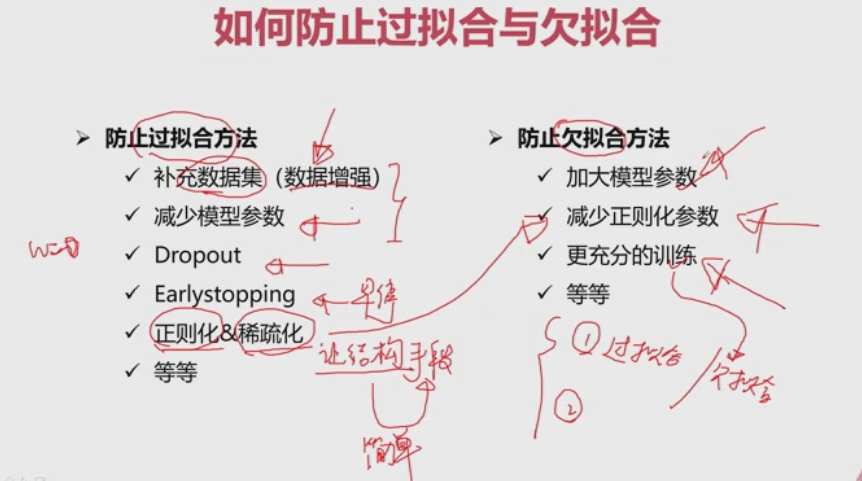 如何防止过拟合与欠拟合
➢ 防止过拟合方法
✓ 补充数据集（数据增强）
✓ 减少模型参数
✓ Dropout
✓ Earlystopping
✓ 正则化&稀疏化
✓ 等等
w=0
早停
让结构手段
简单
➢ 防止欠拟合方法
✓ 加大模型参数
✓ 减少正则化参数
✓ 更充分的训练
✓ 等等
① 过拟合
欠拟合
②